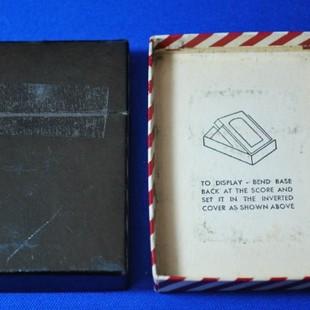 TO DISPLAY - BEND BASE
BACK AT THE SCORE AND
SET IT IN THE INVERTED
COVER AS SHOWN ABOVE